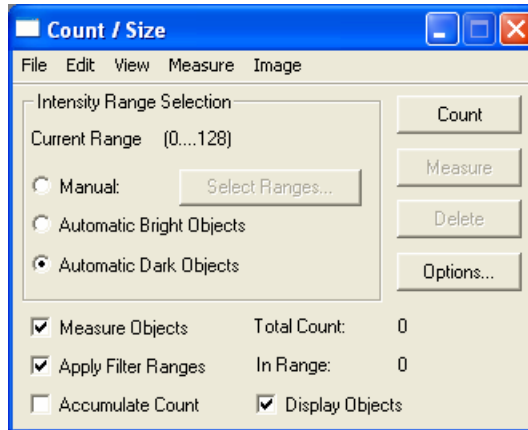 Count / Size
File Edit View Measure Image
Intensity Range Selection
Current Range (0....128)
Manual: Select Ranges...
Automatic Bright Objects
Automatic Dark Objects
Count
Measure
Delete
Options...
Measure Objects Total Count: 0
Apply Filter Ranges In Range: 0
Accumulate Count Display Objects